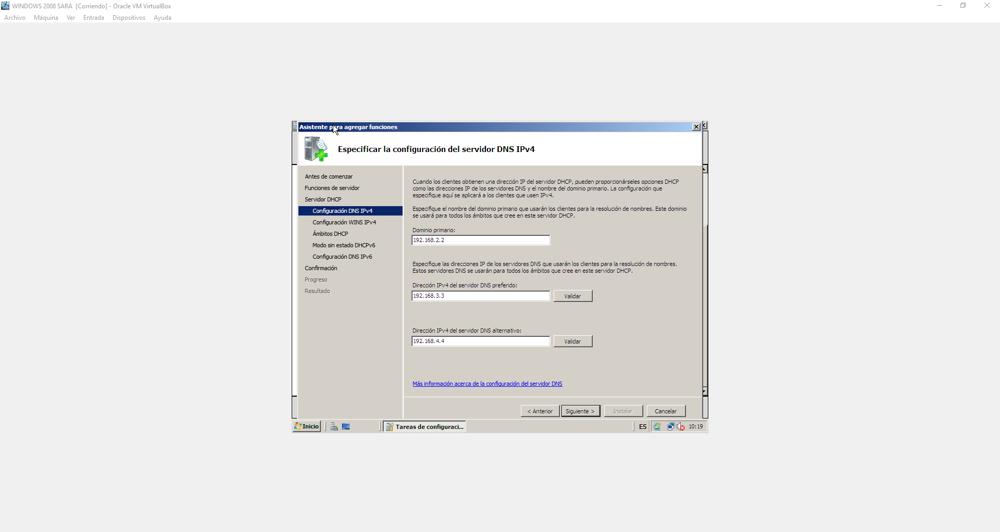 WINDOWS 2008 SARA [Corriendo] - Oracle VM VirtualBox
Archivo Máquina Ver Entrada Dispositivos Ayuda
Asistente para agregar funciones
Especificar la configuración del servidor DNS IPv4
Antes de comenzar
Funciones de servidor
Servidor DHCP
Configuración DNS IPv4
Configuración WINS IPv4
Ámbitos DHCP
Modo sin estado DHCPv6
Configuración DNS IPv6
Confirmación
Progreso
Resultado
Cuando los clientes obtienen una dirección IP del servidor DHCP, pueden proporcionárseles opciones DHCP
como las direcciones IP de los servidores DNS y el nombre del dominio primario. La configuración que
especifique aquí se aplicará a los clientes que usen IPv4.
Especifique el nombre del dominio primario que usarán los clientes para la resolución de nombres. Este dominio
se usará para todos los ámbitos que cree en este servidor DHCP.
Dominio primario:
192.168.2.2
Especifique las direcciones IP de los servidores DNS que usarán los clientes para la resolución de nombres.
Estos servidores DNS se usarán para todos los ámbitos que cree en este servidor DHCP.
Dirección IPv4 del servidor DNS preferido:
192.168.3.3 Validar
Dirección IPv4 del servidor DNS alternativo:
192.168.4.4 Validar
Más información acerca de la configuración del servidor DNS
< Anterior Siguiente > Instalar Cancelar
Inicio Tareas de configuraci... ES 10:19